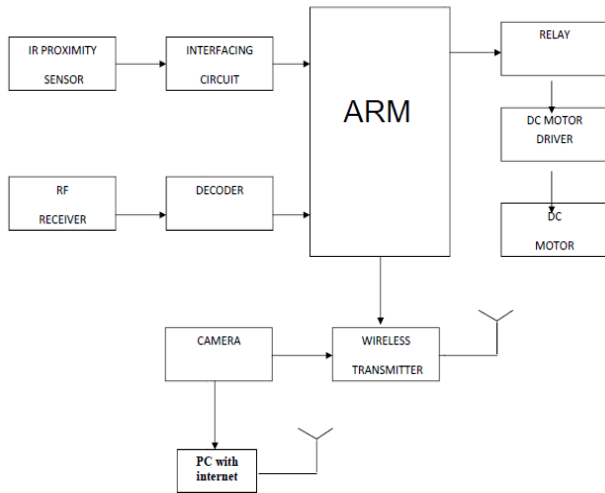 IR PROXIMITY
SENSOR
INTERFACING
CIRCUIT
ARM
RELAY
DC MOTOR
DRIVER
RF
RECEIVER
DECODER
DC
MOTOR
CAMERA
WIRELESS
TRANSMITTER
PC with
internet